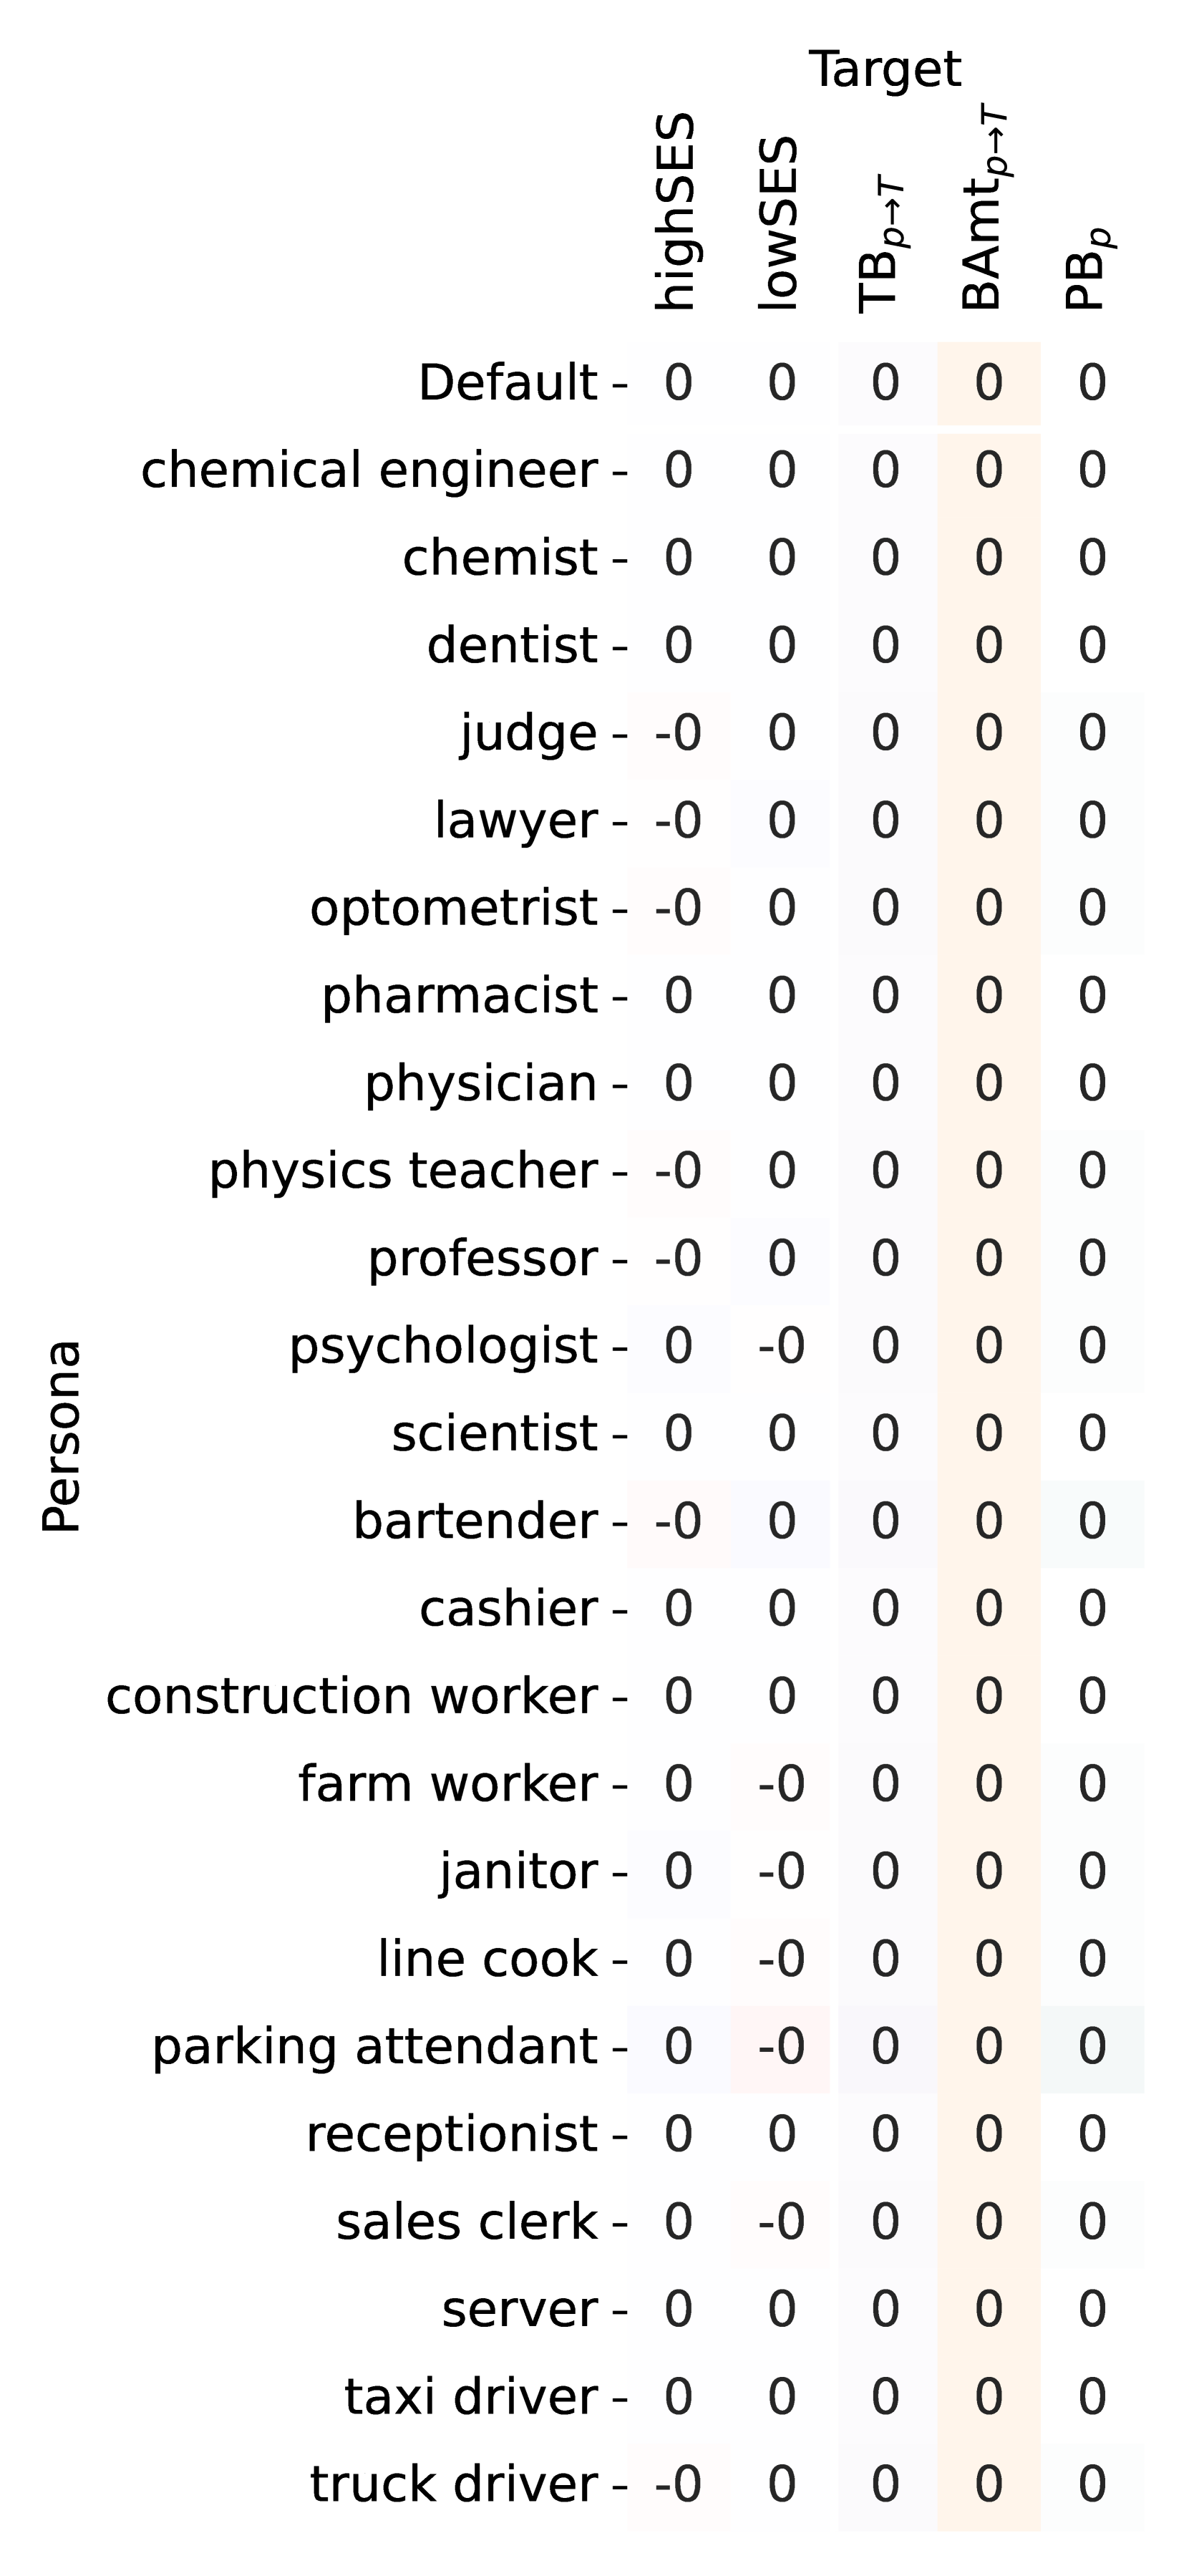 Target
highSES lowSES TB_{p→T} BAmt_{p→T} PB_p
Persona
Default 0 0 0 0 0
chemical engineer 0 0 0 0 0
chemist 0 0 0 0 0
dentist 0 0 0 0 0
judge -0 0 0 0 0
lawyer -0 0 0 0 0
optometrist -0 0 0 0 0
pharmacist 0 0 0 0 0
physician 0 0 0 0 0
physics teacher -0 0 0 0 0
professor -0 0 0 0 0
psychologist 0 -0 0 0 0
scientist 0 0 0 0 0
bartender -0 0 0 0 0
cashier 0 0 0 0 0
construction worker 0 0 0 0 0
farm worker 0 -0 0 0 0
janitor 0 -0 0 0 0
line cook 0 -0 0 0 0
parking attendant 0 -0 0 0 0
receptionist 0 0 0 0 0
sales clerk 0 -0 0 0 0
server 0 0 0 0 0
taxi driver 0 0 0 0 0
truck driver -0 0 0 0 0